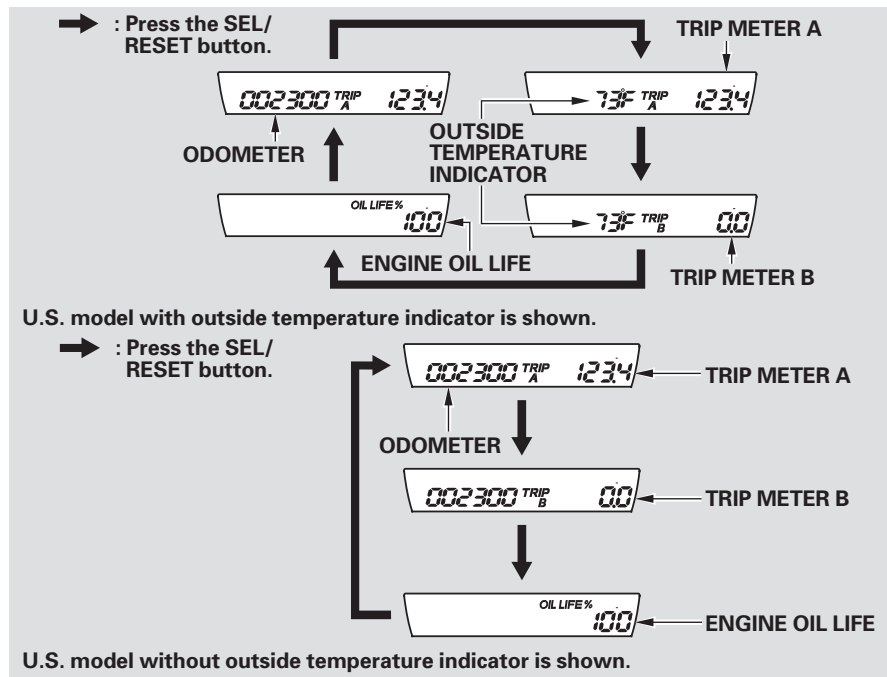 : Press the SEL/
RESET button.
TRIP METER A
002300 TRIP A 123.4
73°F TRIP A 123.4
ODOMETER
OUTSIDE
TEMPERATURE
INDICATOR
OIL LIFE % 100
73°F TRIP B 0.0
ENGINE OIL LIFE
TRIP METER B
U.S. model with outside temperature indicator is shown.
: Press the SEL/
RESET button.
002300 TRIP A 123.4
TRIP METER A
ODOMETER
002300 TRIP B 0.0
TRIP METER B
OIL LIFE % 100
ENGINE OIL LIFE
U.S. model without outside temperature indicator is shown.